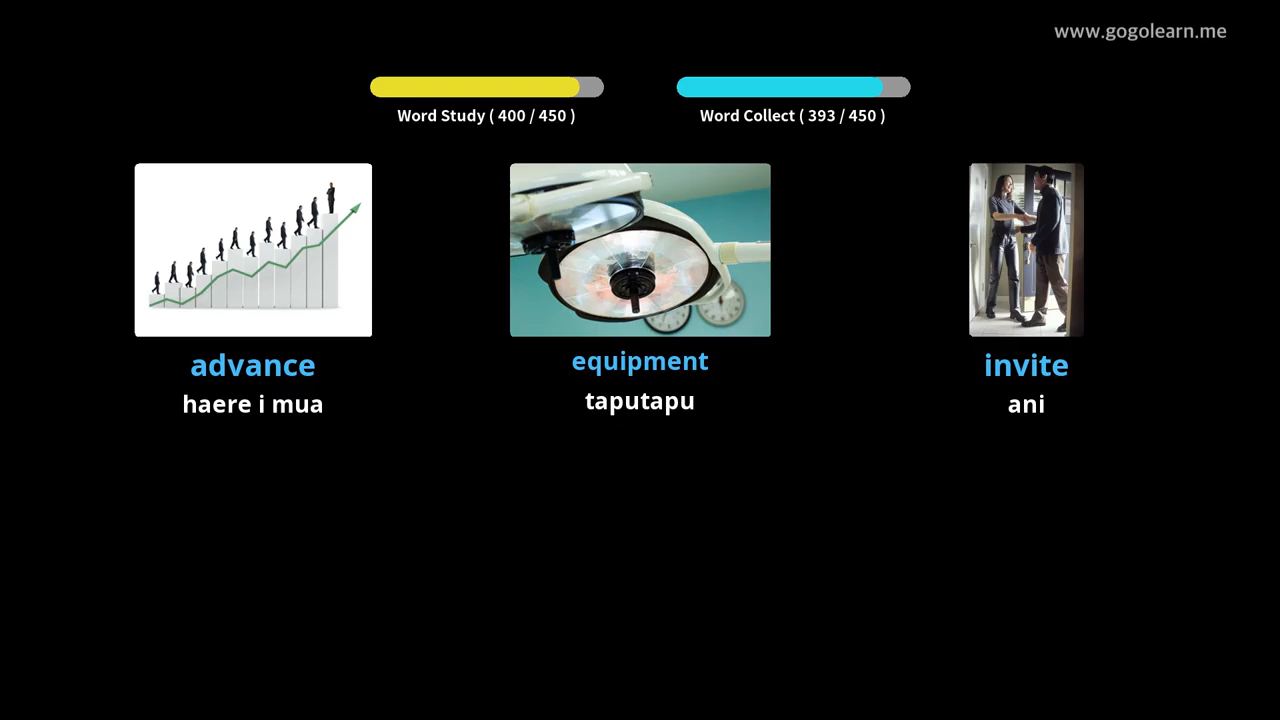 www.gogolearn.me
Word Study ( 400 / 450 )
Word Collect ( 393 / 450 )
advance
haere i mua
equipment
taputapu
invite
ani